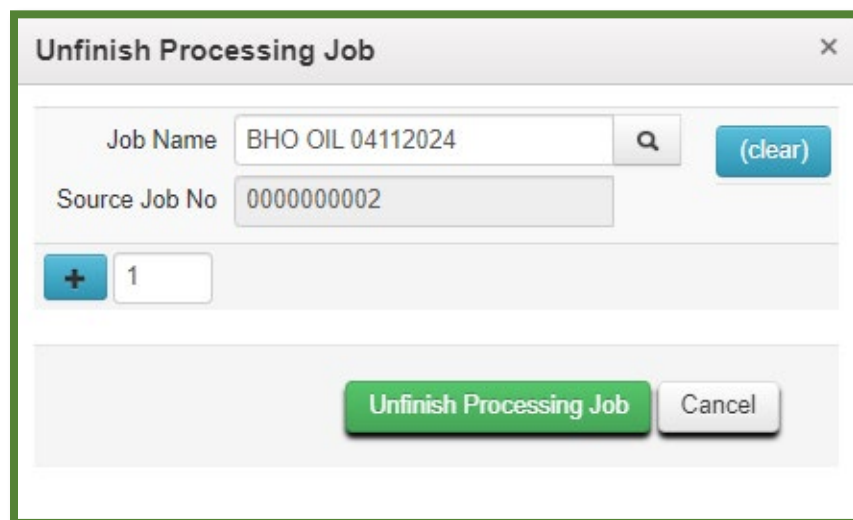 Unfinish Processing Job ×
Job Name BHO OIL 04112024 (clear)
Source Job No 0000000002
+ 1
Unfinish Processing Job Cancel